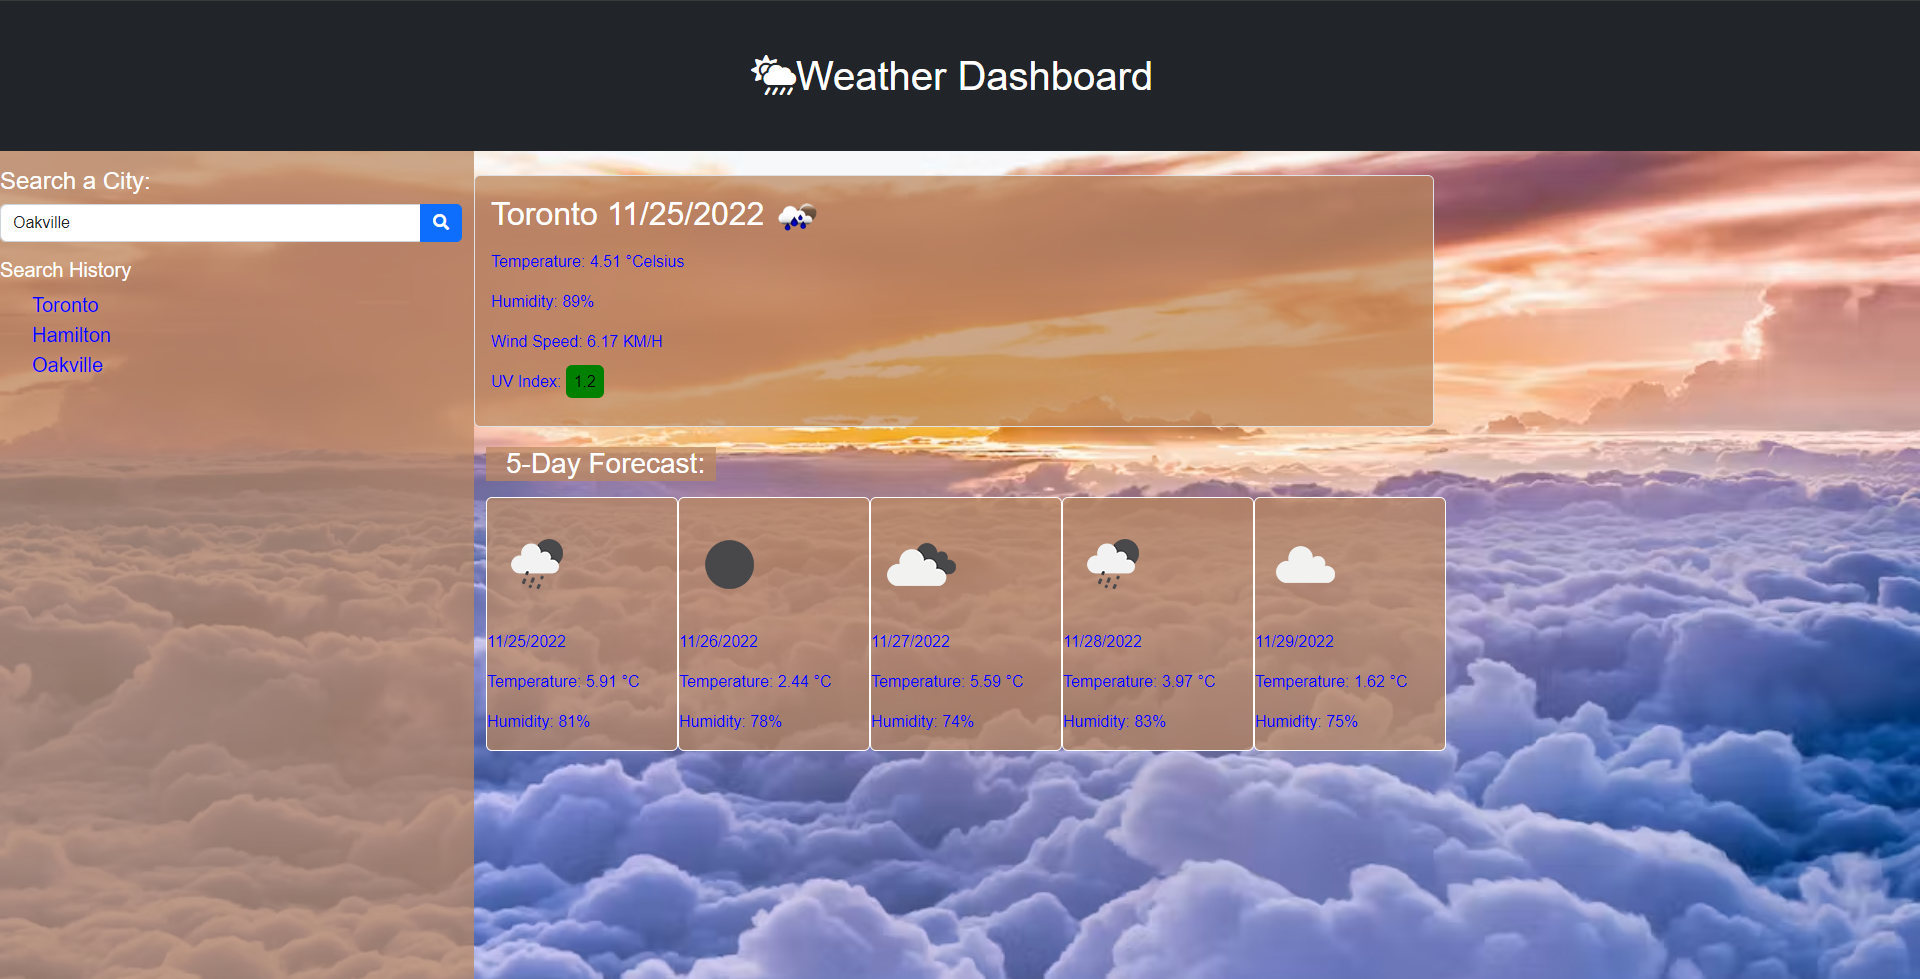 Weather Dashboard
Search a City:
Oakville
Search History
Toronto
Hamilton
Oakville
Toronto 11/25/2022
Temperature: 4.51 °Celsius
Humidity: 89%
Wind Speed: 6.17 KM/H
UV Index: 1.2
5-Day Forecast:
11/25/2022
Temperature: 5.91 °C
Humidity: 81%
11/26/2022
Temperature: 2.44 °C
Humidity: 78%
11/27/2022
Temperature: 5.59 °C
Humidity: 74%
11/28/2022
Temperature: 3.97 °C
Humidity: 83%
11/29/2022
Temperature: 1.62 °C
Humidity: 75%